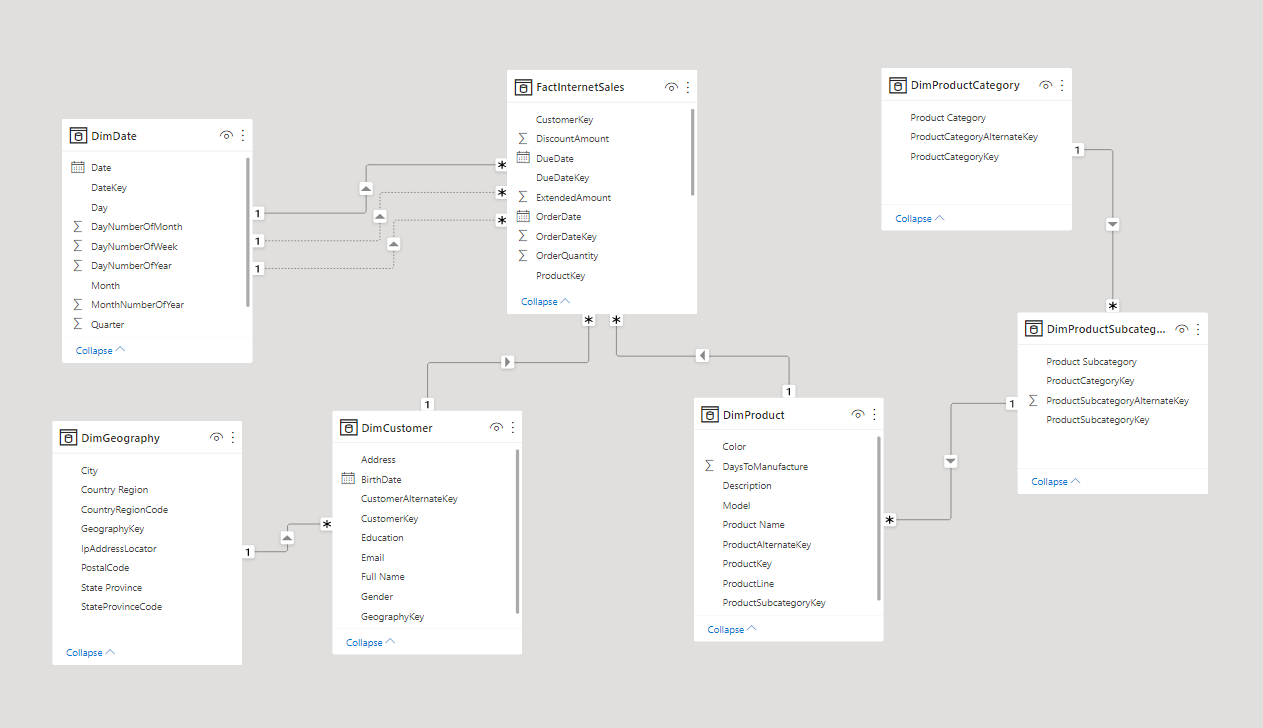 DimDate
Date
DateKey
Day
DayNumberOfMonth
DayNumberOfWeek
DayNumberOfYear
Month
MonthNumberOfYear
Quarter
Collapse
1
1
1
*
*
*
FactInternetSales
CustomerKey
DiscountAmount
DueDate
DueDateKey
ExtendedAmount
OrderDate
OrderDateKey
OrderQuantity
ProductKey
Collapse
*
*
DimProductCategory
Product Category
ProductCategoryAlternateKey
ProductCategoryKey
Collapse
1
*
DimProductSubcateg...
Product Subcategory
ProductCategoryKey
ProductSubcategoryAlternateKey
ProductSubcategoryKey
Collapse
1
DimGeography
City
Country Region
CountryRegionCode
GeographyKey
IpAddressLocator
PostalCode
State Province
StateProvinceCode
Collapse
1
*
1
DimCustomer
Address
BirthDate
CustomerAlternateKey
CustomerKey
Education
Email
Full Name
Gender
GeographyKey
Collapse
1
DimProduct
Color
DaysToManufacture
Description
Model
Product Name
ProductAlternateKey
ProductKey
ProductLine
ProductSubcategoryKey
Collapse
*